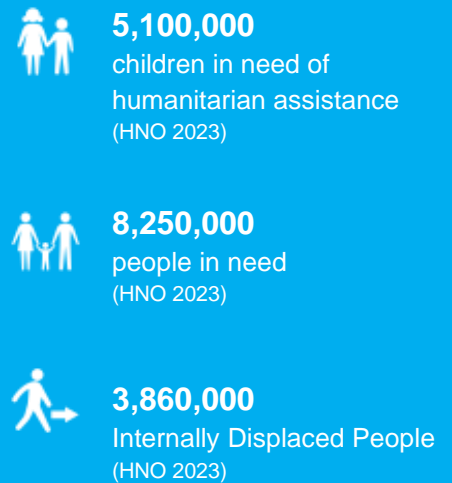 5,100,000
children in need of
humanitarian assistance
(HNO 2023)
8,250,000
people in need
(HNO 2023)
3,860,000
Internally Displaced People
(HNO 2023)